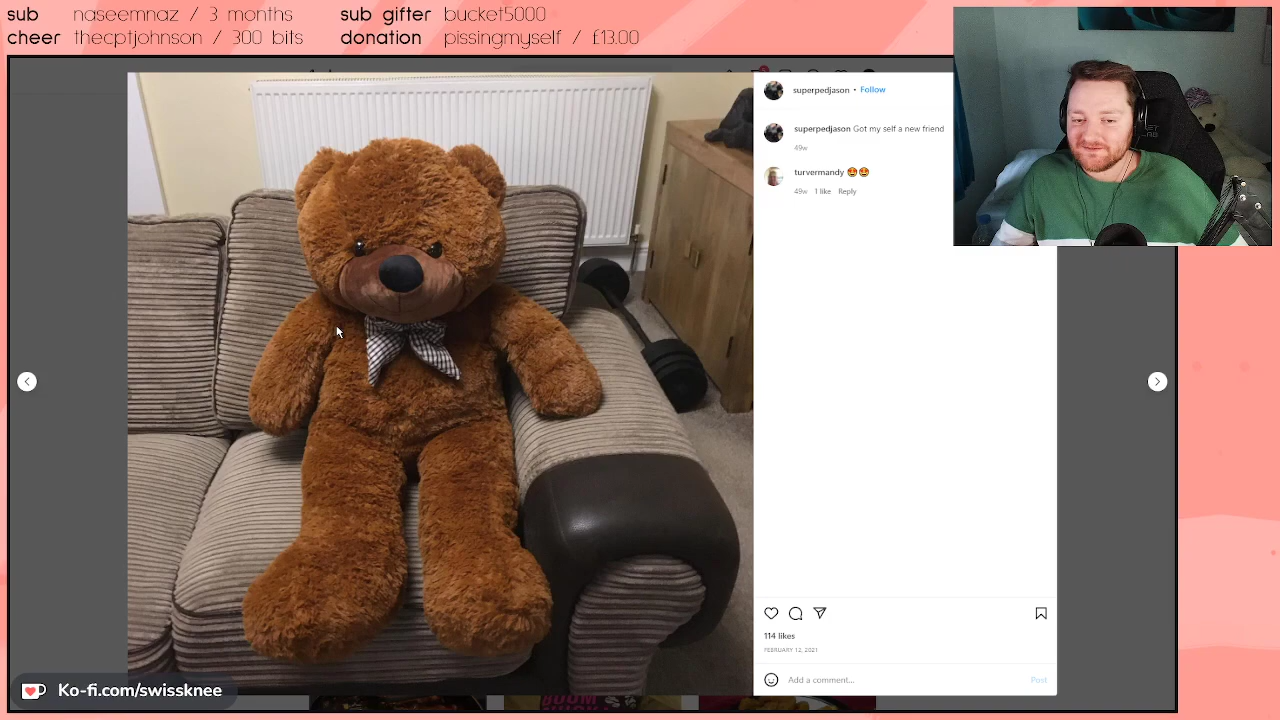 sub naznaz / 3 months sub gifter bucket5000
cheer thecptjohnson / 300 bits donation pissingmyself / £13.00
superpedjason • Follow
superpedjason Got my self a new friend
49w
turvermandy 🤩🤩
49w 1 like Reply
114 likes
FEBRUARY 12, 2021
Add a comment... Post
Ko-fi.com/wissknee